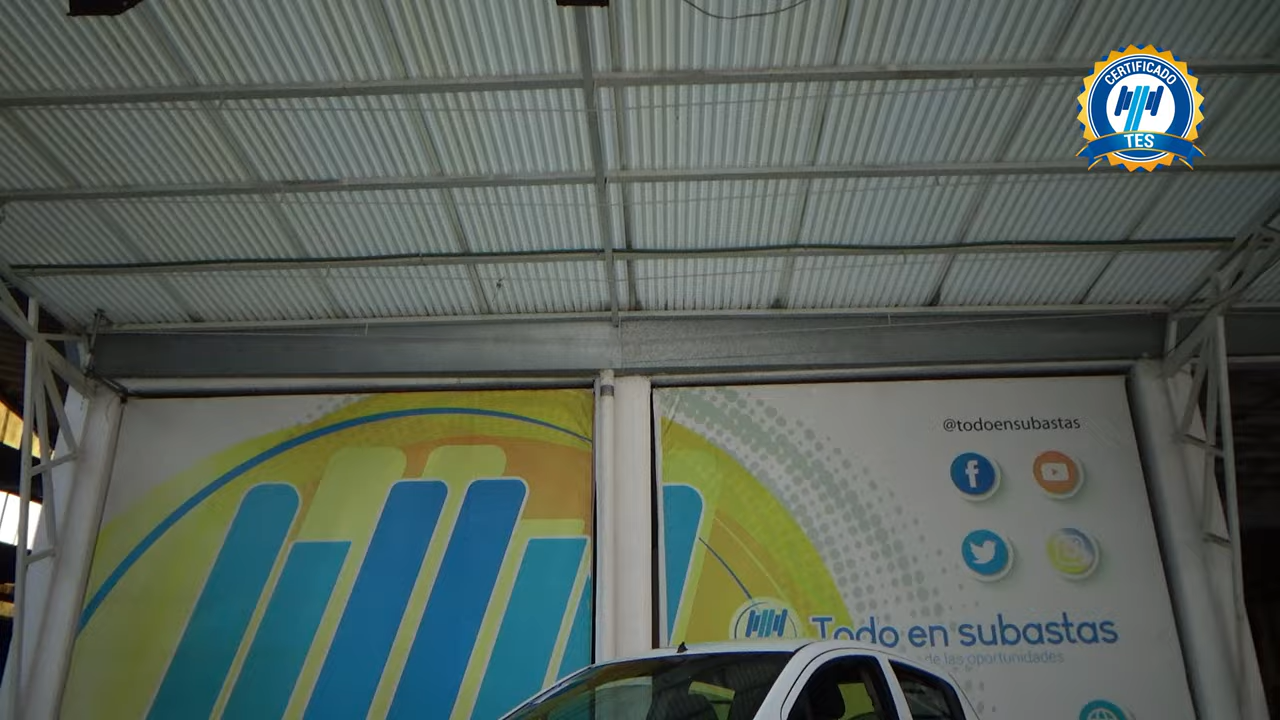 CERTIFICADO
TES
@todoensubastas
Todo en subastas
de las oportunidades